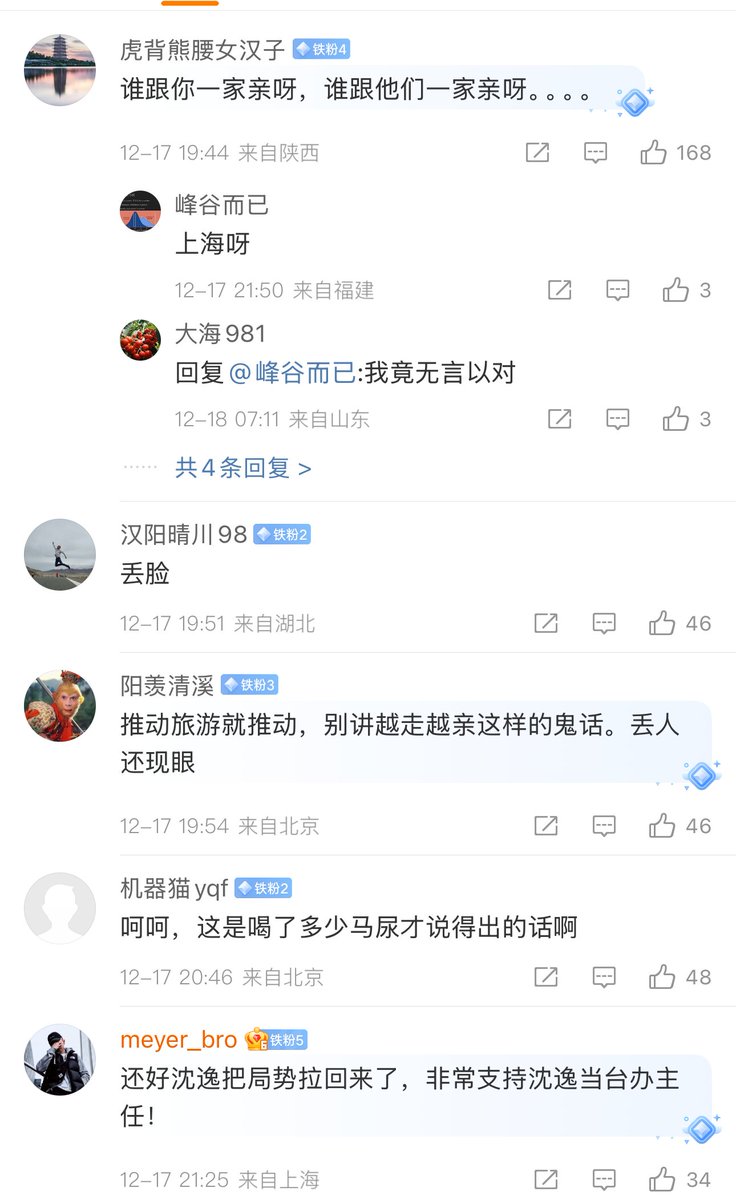 虎背熊腰女汉子 铁粉4
谁跟你一家亲呀，谁跟他们一家亲呀。。。。
12-17 19:44 来自陕西 168
峰谷而已
上海呀
12-17 21:50 来自福建 3
大海981
回复@峰谷而已:我竟无言以对
12-18 07:11 来自山东 3
······ 共4条回复 >
汉阳晴川98 铁粉2
丢脸
12-17 19:51 来自湖北 46
阳羡清溪 铁粉3
推动旅游就推动，别讲越走越亲这样的鬼话。丢人
还现眼
12-17 19:54 来自北京 46
机器猫yqf 铁粉2
呵呵，这是喝了多少马尿才说得出的话啊
12-17 20:46 来自北京 48
meyer_bro 铁粉5
还好沈逸把局势拉回来了，非常支持沈逸当台办主
任！
12-17 21:25 来自上海 34